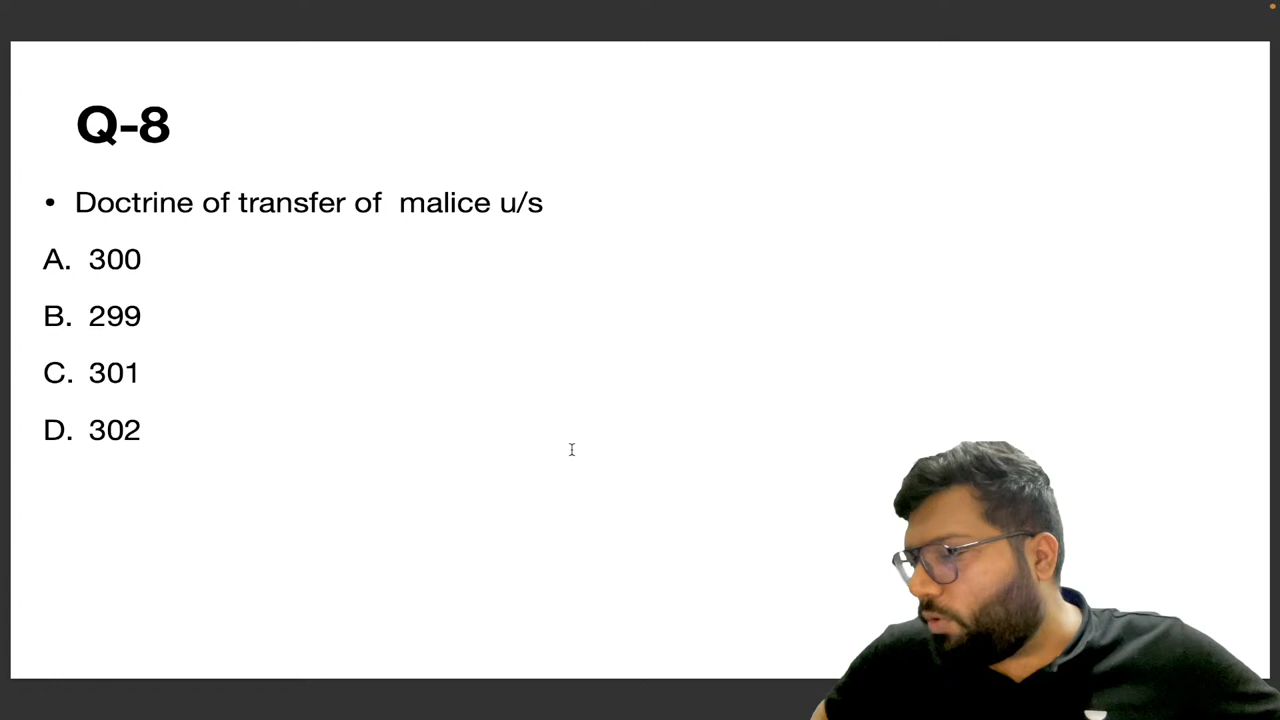 Q-8
• Doctrine of transfer of  malice u/s
A. 300
B. 299
C. 301
D. 302